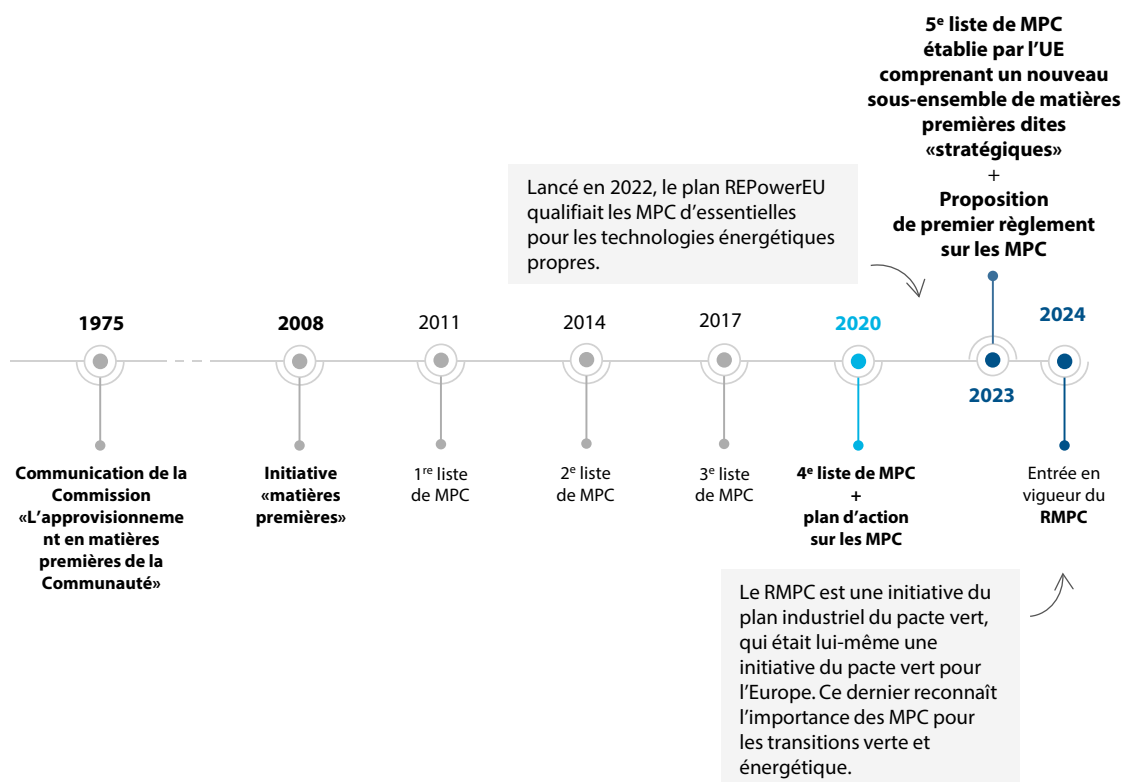 5ᵉ liste de MPC
établie par l’UE
comprenant un nouveau
sous-ensemble de matières
premières dites
«stratégiques»
+
Proposition
de premier règlement
sur les MPC
Lancé en 2022, le plan REPowerEU
qualifiait les MPC d’essentielles
pour les technologies énergétiques
propres.
1975
2008
2011
2014
2017
2020
2023
2024
Communication de la
Commission
«L’approvisionneme
nt en matières
premières de la
Communauté»
Initiative
«matières
premières»
1ʳᵉ liste
de MPC
2ᵉ liste
de MPC
3ᵉ liste
de MPC
4ᵉ liste de MPC
+
plan d’action
sur les MPC
Entrée en
vigueur du
RMPC
Le RMPC est une initiative du
plan industriel du pacte vert,
qui était lui-même une
initiative du pacte vert pour
l’Europe. Ce dernier reconnaît
l’importance des MPC pour
les transitions verte et
énergétique.